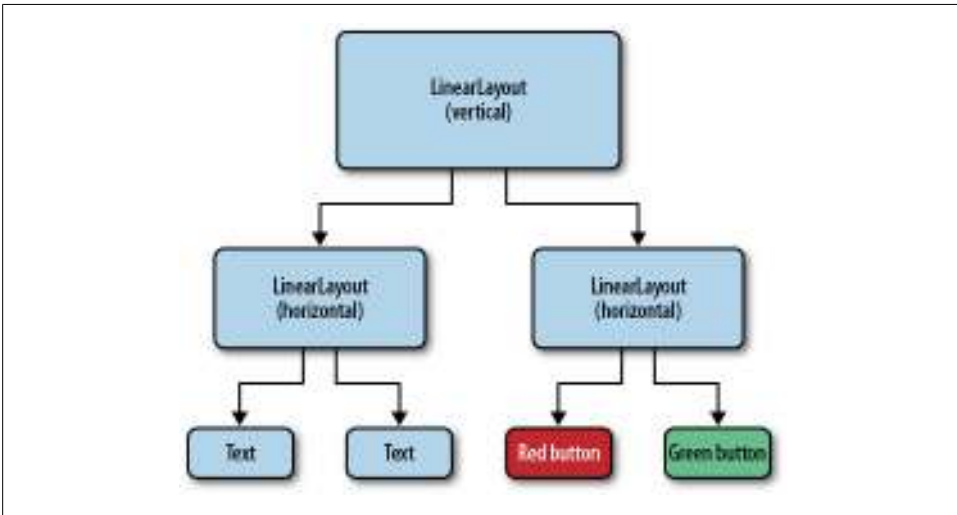 LinearLayout
(vertical)
LinearLayout
(horizontal)
LinearLayout
(horizontal)
Text
Text
Red button
Green button